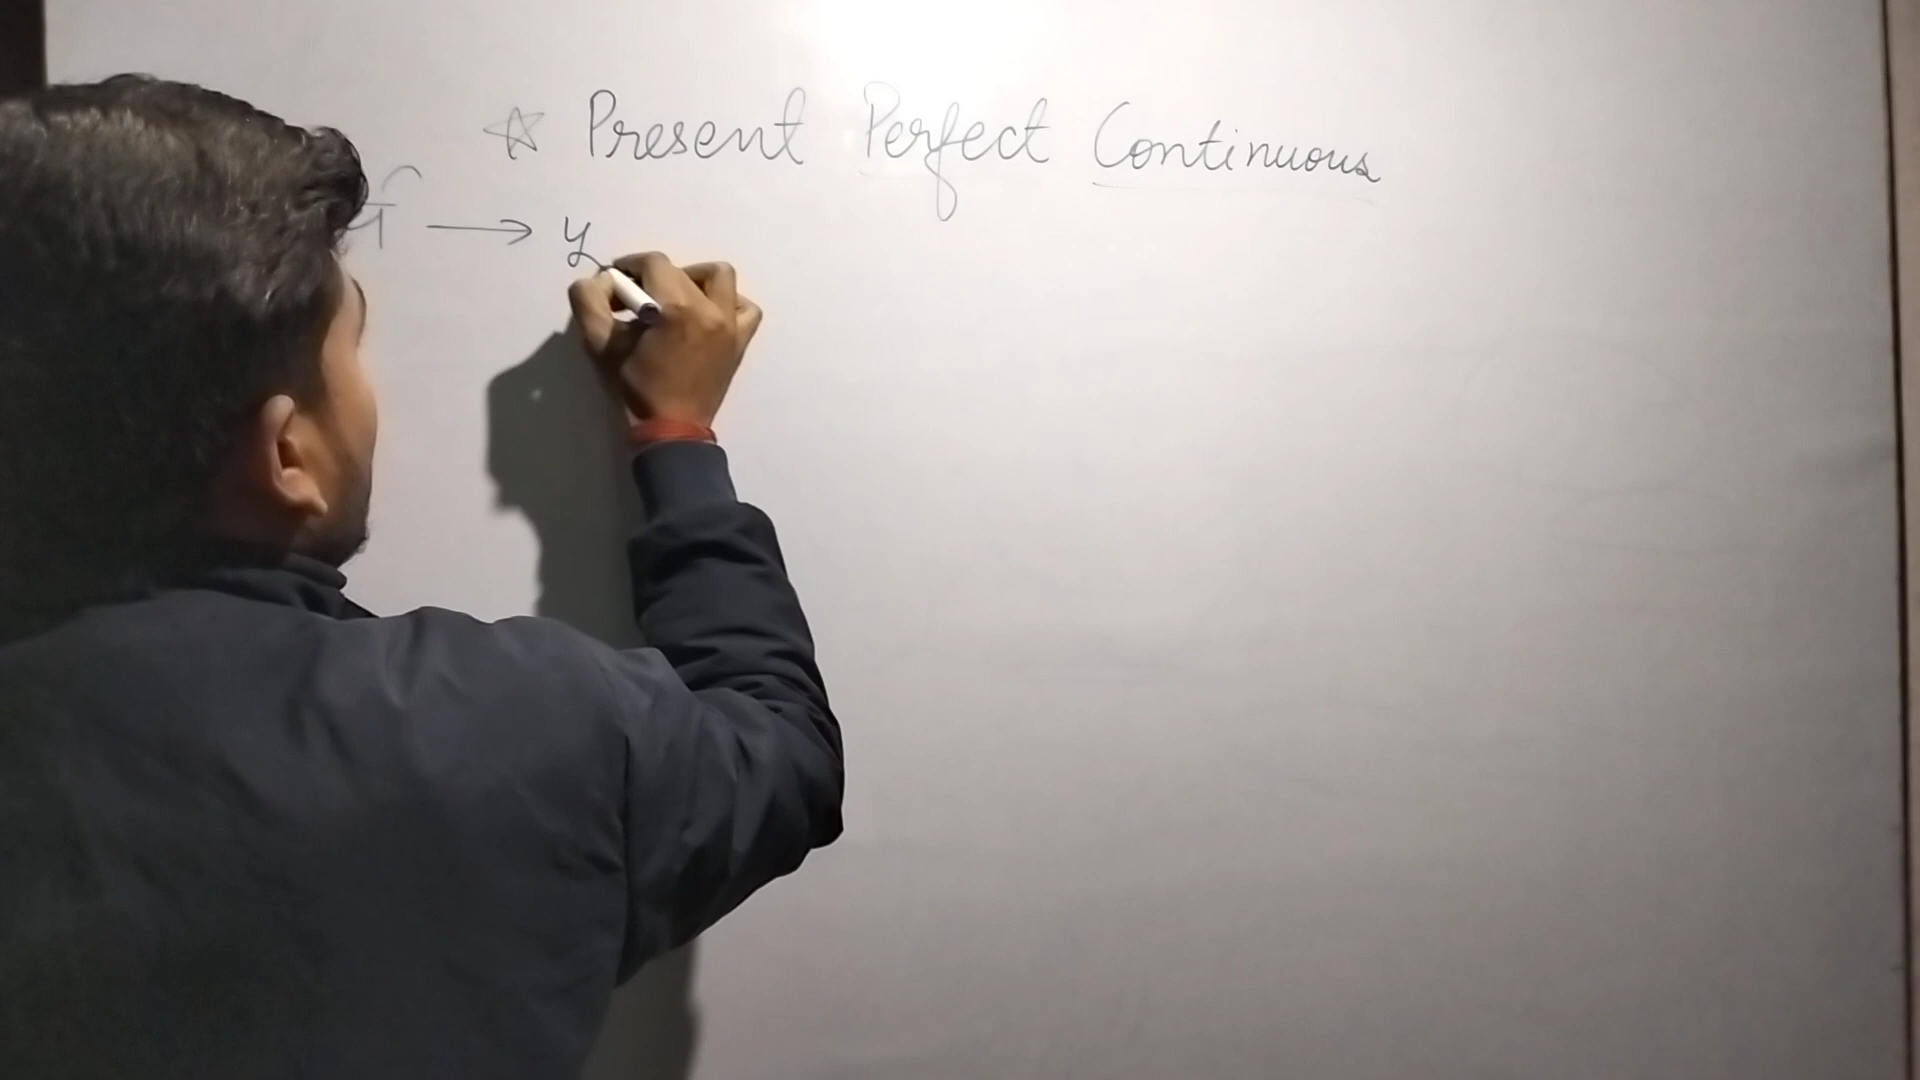 ☆ Present Perfect Continuous
→